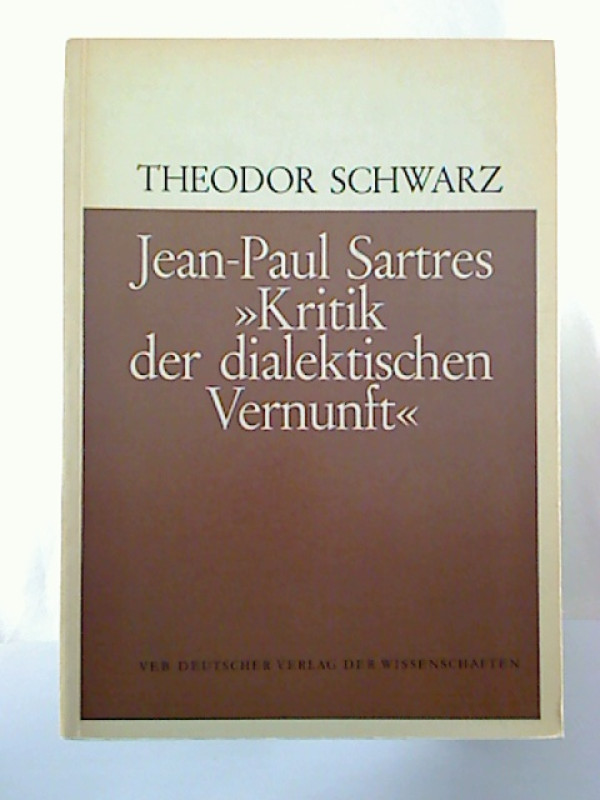 THEODOR SCHWARZ
Jean-Paul Sartres
»Kritik
der dialektischen
Vernunft«
VEB DEUTSCHER VERLAG DER WISSENSCHAFTEN